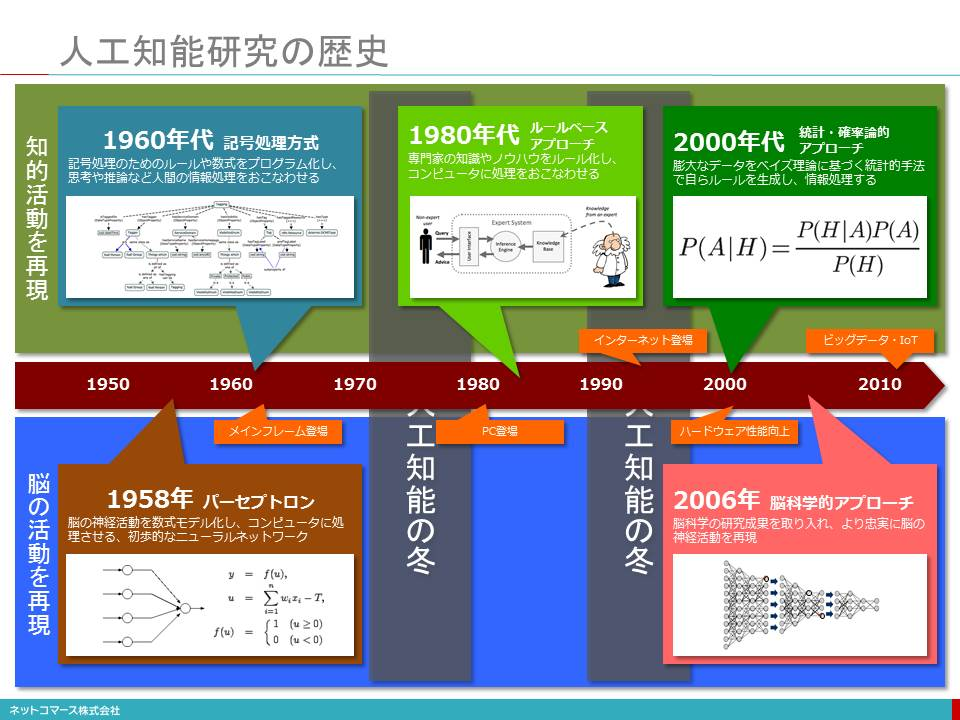 人工知能研究の歴史
知的活動を再現
1960年代 記号処理方式
記号処理のためのルールや数式をプログラム化し、
思考や推論など人間の情報処理をおこなわせる
1980年代 ルールベース
アプローチ
専門家の知識やノウハウをルール化し、
コンピュータに処理をおこなわせる
Non-expert
user
Query
Advice
Expert System
User Interface
Inference
Engine
Knowledge
Base
Knowledge
from an expert
2000年代 統計・確率論的
アプローチ
膨大なデータをベイズ理論に基づく統計的手法
で自らルールを生成し、情報処理する
P(A|H) = P(H|A)P(A)
P(H)
インターネット登場
ビッグデータ・IoT
1950 1960 1970 1980 1990 2000 2010
メインフレーム登場
PC登場
ハードウェア性能向上
人工知能の冬
人工知能の冬
脳の活動を再現
1958年 パーセプトロン
脳の神経活動を数式モデル化し、コンピュータに処
理させる、初歩的なニューラルネットワーク
y = f(u),
u = n∑i=1 wixi − T,
f(u) = { 1 (u ≥ 0)
0 (u < 0)
2006年 脳科学的アプローチ
脳科学の研究成果を取り入れ、より忠実に脳の
神経活動を再現
ネットコマース株式会社